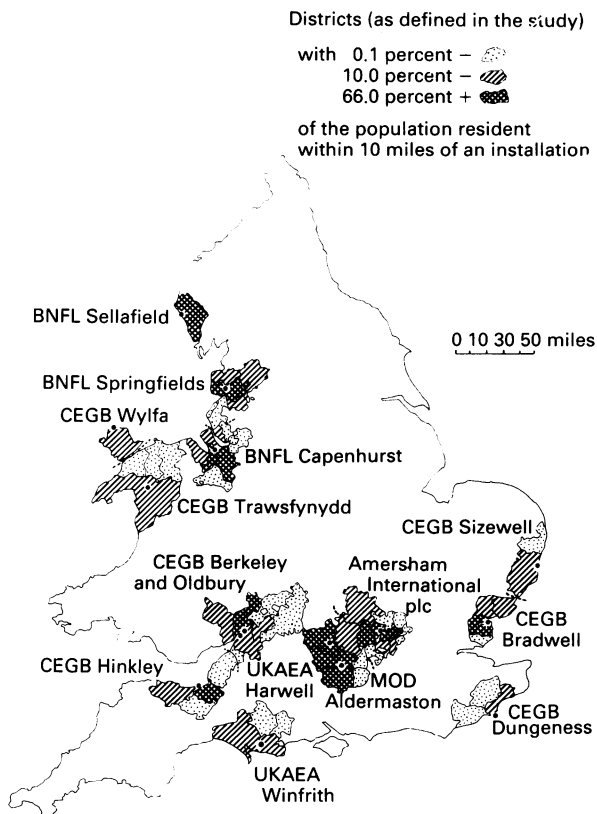 Districts (as defined in the study)
with 0.1 percent –
10.0 percent –
66.0 percent +
of the population resident
within 10 miles of an installation
BNFL Sellafield
0 10 30 50 miles
BNFL Springfields
CEGB Wylfa
BNFL Capenhurst
CEGB Trawsfynydd
CEGB Sizewell
CEGB Berkeley
and Oldbury
Amersham
International
plc
CEGB
Bradwell
CEGB Hinkley
UKAEA
Harwell
MOD
Aldermaston
CEGB
Dungeness
UKAEA
Winfrith